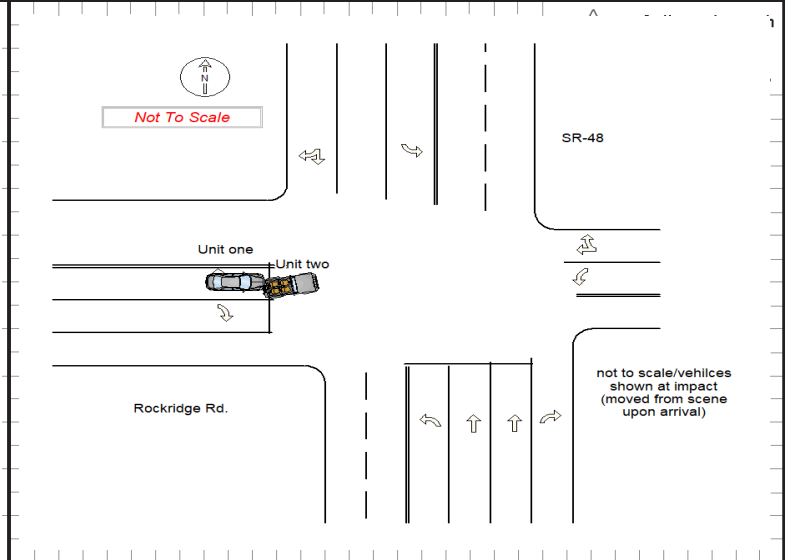 N
Not To Scale
SR-48
Unit one
Unit two
not to scale/vehilces
shown at impact
(moved from scene
upon arrival)
Rockridge Rd.